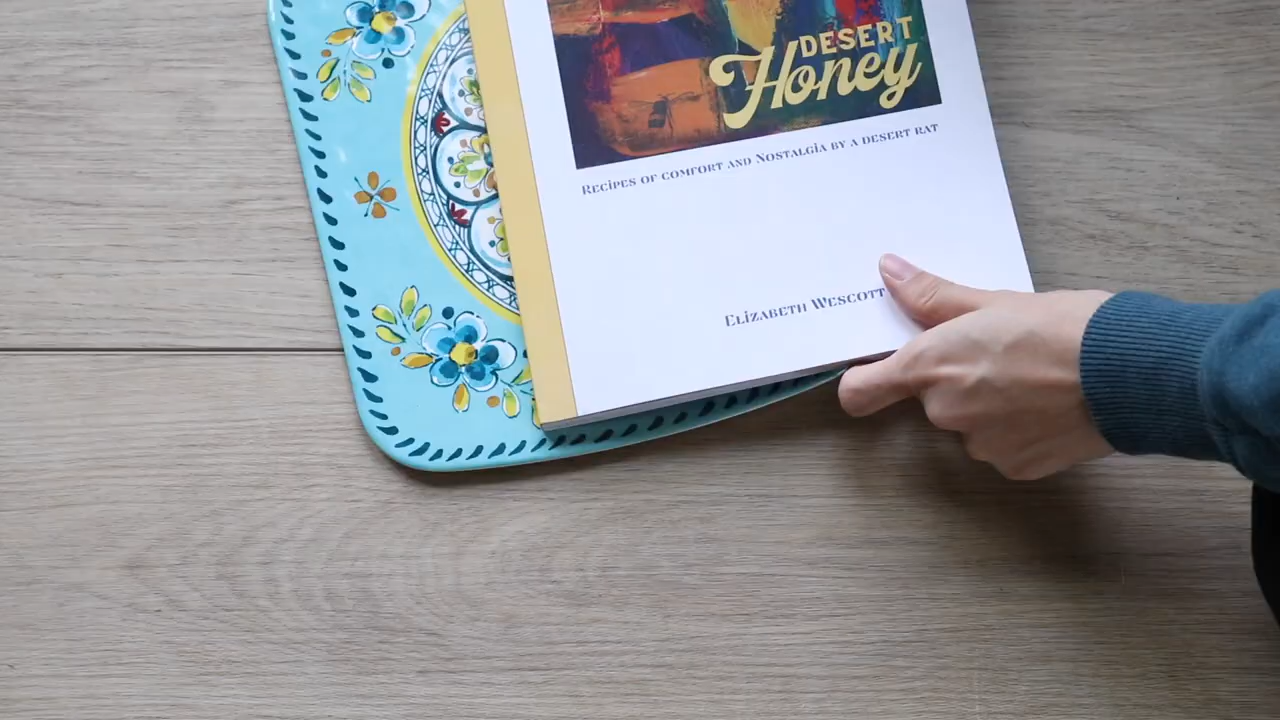 DESERT
Honey
Recipes of comfort and Nostalgia by a desert rat
Elizabeth Wescott